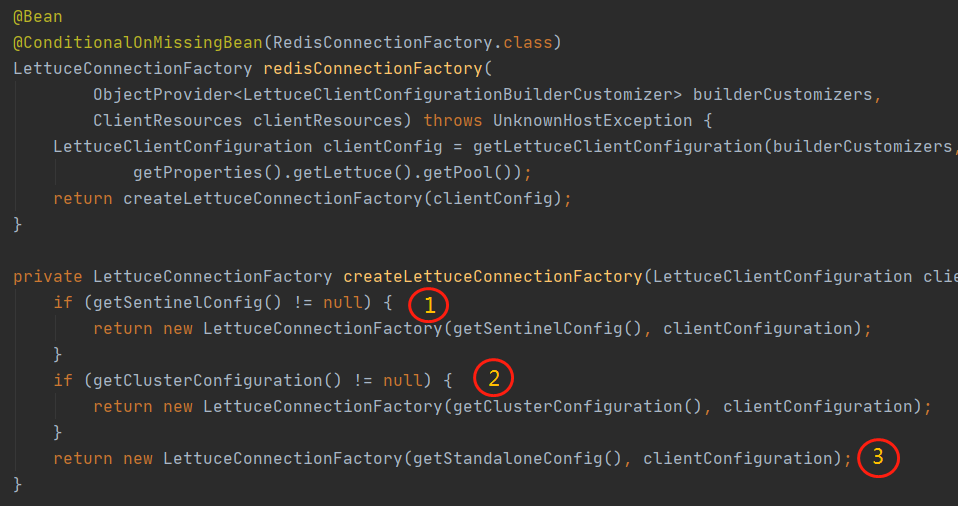 @Bean
@ConditionalOnMissingBean(RedisConnectionFactory.class)
LettuceConnectionFactory redisConnectionFactory(
        ObjectProvider<LettuceClientConfigurationBuilderCustomizer> builderCustomizers,
        ClientResources clientResources) throws UnknownHostException {
    LettuceClientConfiguration clientConfig = getLettuceClientConfiguration(builderCustomizers,
            getProperties().getLettuce().getPool());
    return createLettuceConnectionFactory(clientConfig);
}
private LettuceConnectionFactory createLettuceConnectionFactory(LettuceClientConfiguration clie
    if (getSentinelConfig() != null) { 1
        return new LettuceConnectionFactory(getSentinelConfig(), clientConfiguration);
    }
    if (getClusterConfiguration() != null) { 2
        return new LettuceConnectionFactory(getClusterConfiguration(), clientConfiguration);
    }
    return new LettuceConnectionFactory(getStandaloneConfig(), clientConfiguration); 3
}